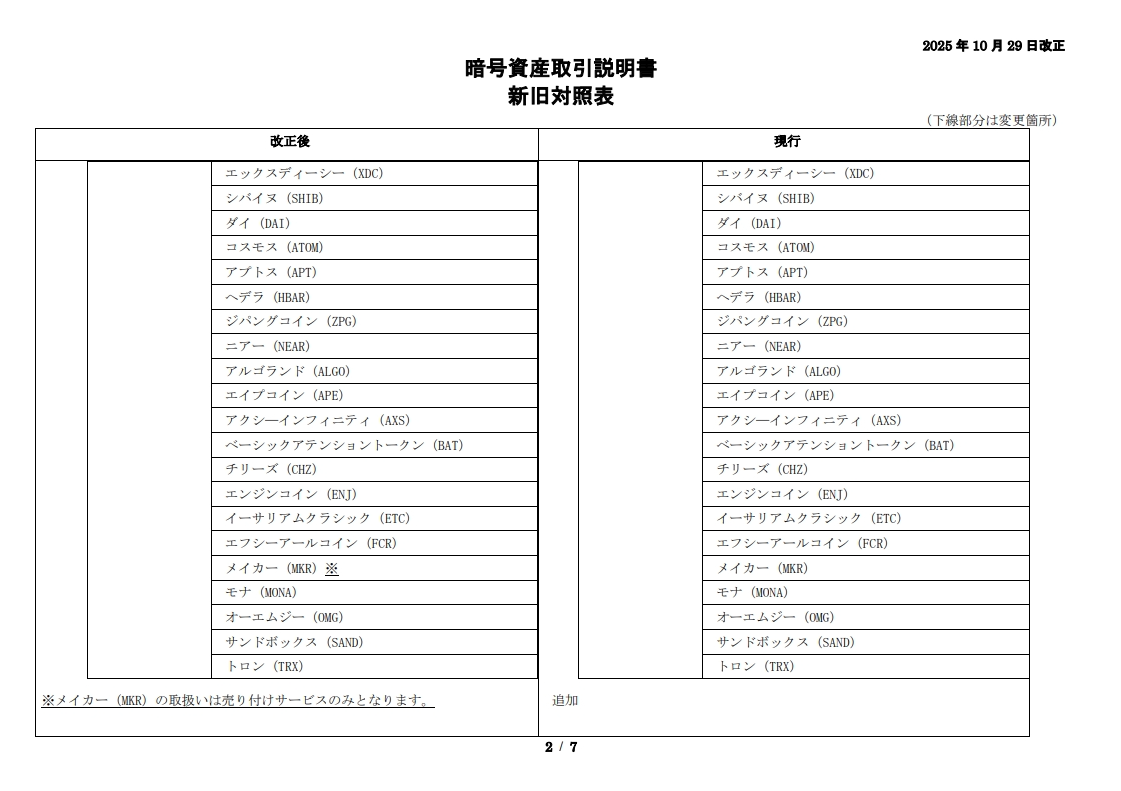 2025 年 10 月 29 日改正
暗号資産取引説明書
新旧対照表
（下線部分は変更箇所）
改正後
現行
エックスディーシー（XDC）
エックスディーシー（XDC）
シバイヌ（SHIB）
シバイヌ（SHIB）
ダイ（DAI）
ダイ（DAI）
コスモス（ATOM）
コスモス（ATOM）
アプトス（APT）
アプトス（APT）
ヘデラ（HBAR）
ヘデラ（HBAR）
ジパングコイン（ZPG）
ジパングコイン（ZPG）
ニアー（NEAR）
ニアー（NEAR）
アルゴランド（ALGO）
アルゴランド（ALGO）
エイプコイン（APE）
エイプコイン（APE）
アクシ―インフィニティ（AXS）
アクシ―インフィニティ（AXS）
ベーシックアテンショントークン（BAT）
ベーシックアテンショントークン（BAT）
チリーズ（CHZ）
チリーズ（CHZ）
エンジンコイン（ENJ）
エンジンコイン（ENJ）
イーサリアムクラシック（ETC）
イーサリアムクラシック（ETC）
エフシーアールコイン（FCR）
エフシーアールコイン（FCR）
メイカー（MKR）※
メイカー（MKR）
モナ（MONA）
モナ（MONA）
オーエムジー（OMG）
オーエムジー（OMG）
サンドボックス（SAND）
サンドボックス（SAND）
トロン（TRX）
トロン（TRX）
※メイカー（MKR）の取扱いは売り付けサービスのみとなります。
追加
2 / 7